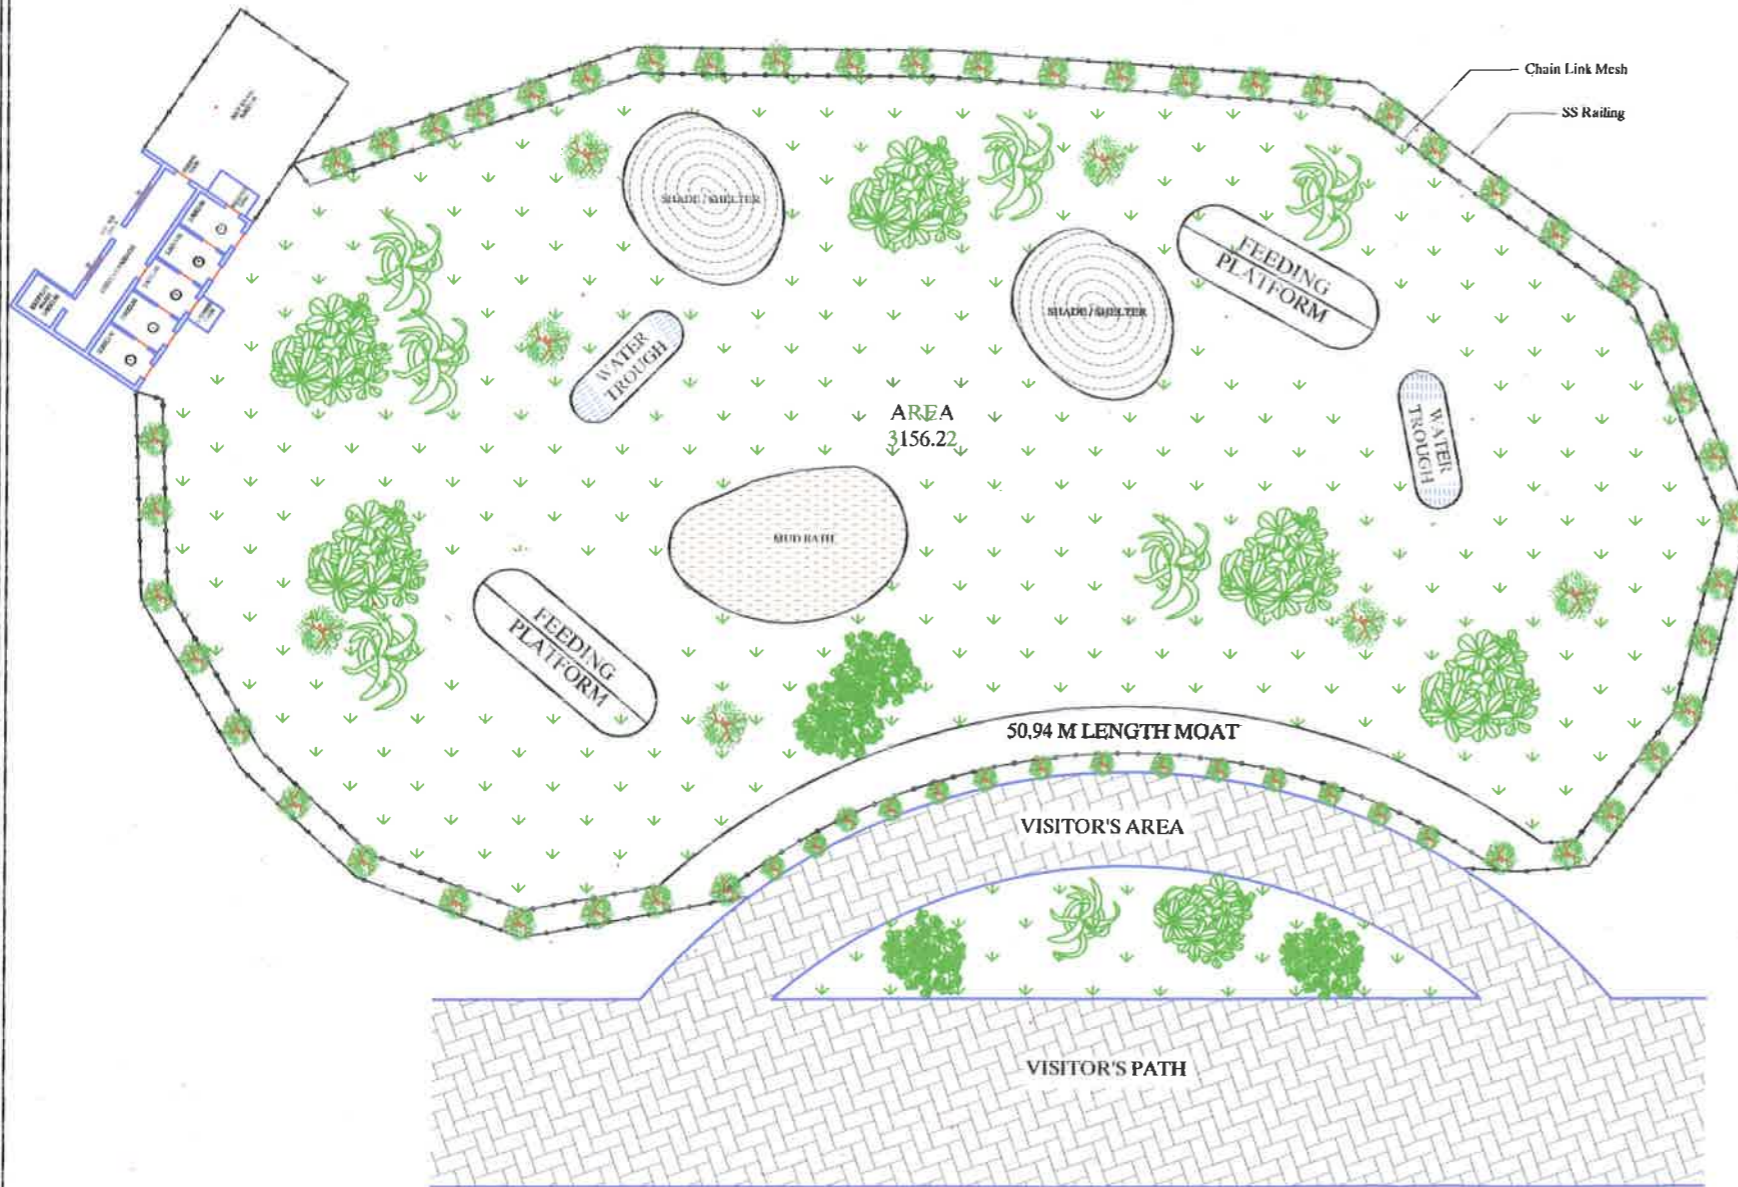 Chain Link Mesh
SS Railing
SHADE / SHELTER
FEEDING
PLATFORM
SHADE / SHELTER
WATER
TROUGH
AREA
3156.22
WATER
TROUGH
MUD BATH
FEEDING
PLATFORM
50.94 M LENGTH MOAT
VISITOR'S AREA
VISITOR'S PATH